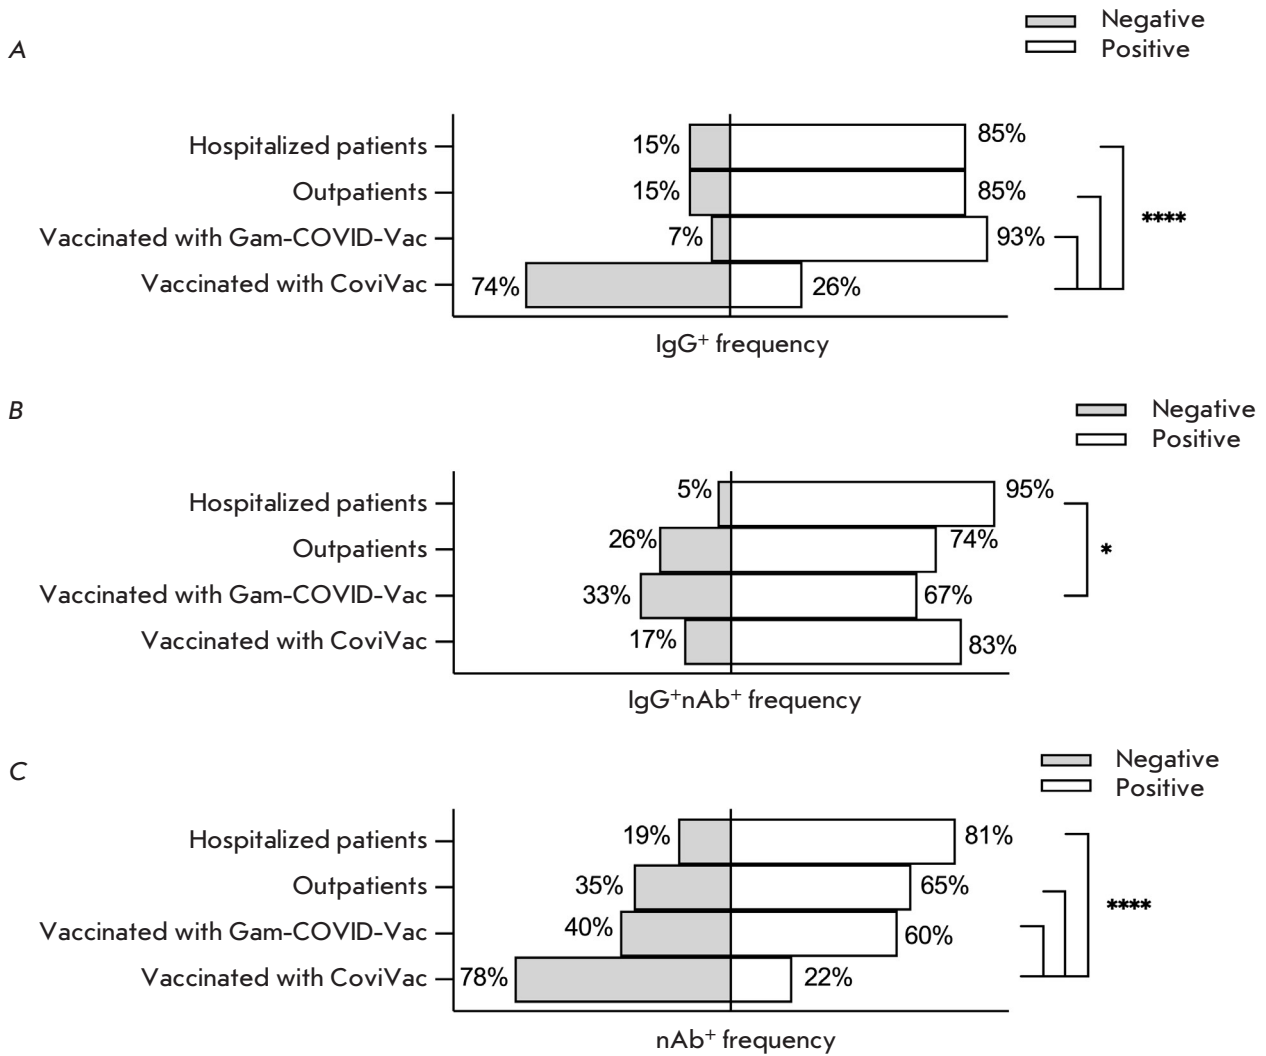 A
Negative
Positive
Hospitalized patients 15% 85%
Outpatients 15% 85%
Vaccinated with Gam-COVID-Vac 7% 93%
****
Vaccinated with CoviVac 74% 26%
IgG⁺ frequency
B
Negative
Positive
Hospitalized patients 5% 95%
Outpatients 26% 74% *
Vaccinated with Gam-COVID-Vac 33% 67%
Vaccinated with CoviVac 17% 83%
IgG⁺nAb⁺ frequency
C
Negative
Positive
Hospitalized patients 19% 81%
Outpatients 35% 65%
****
Vaccinated with Gam-COVID-Vac 40% 60%
Vaccinated with CoviVac 78% 22%
nAb⁺ frequency